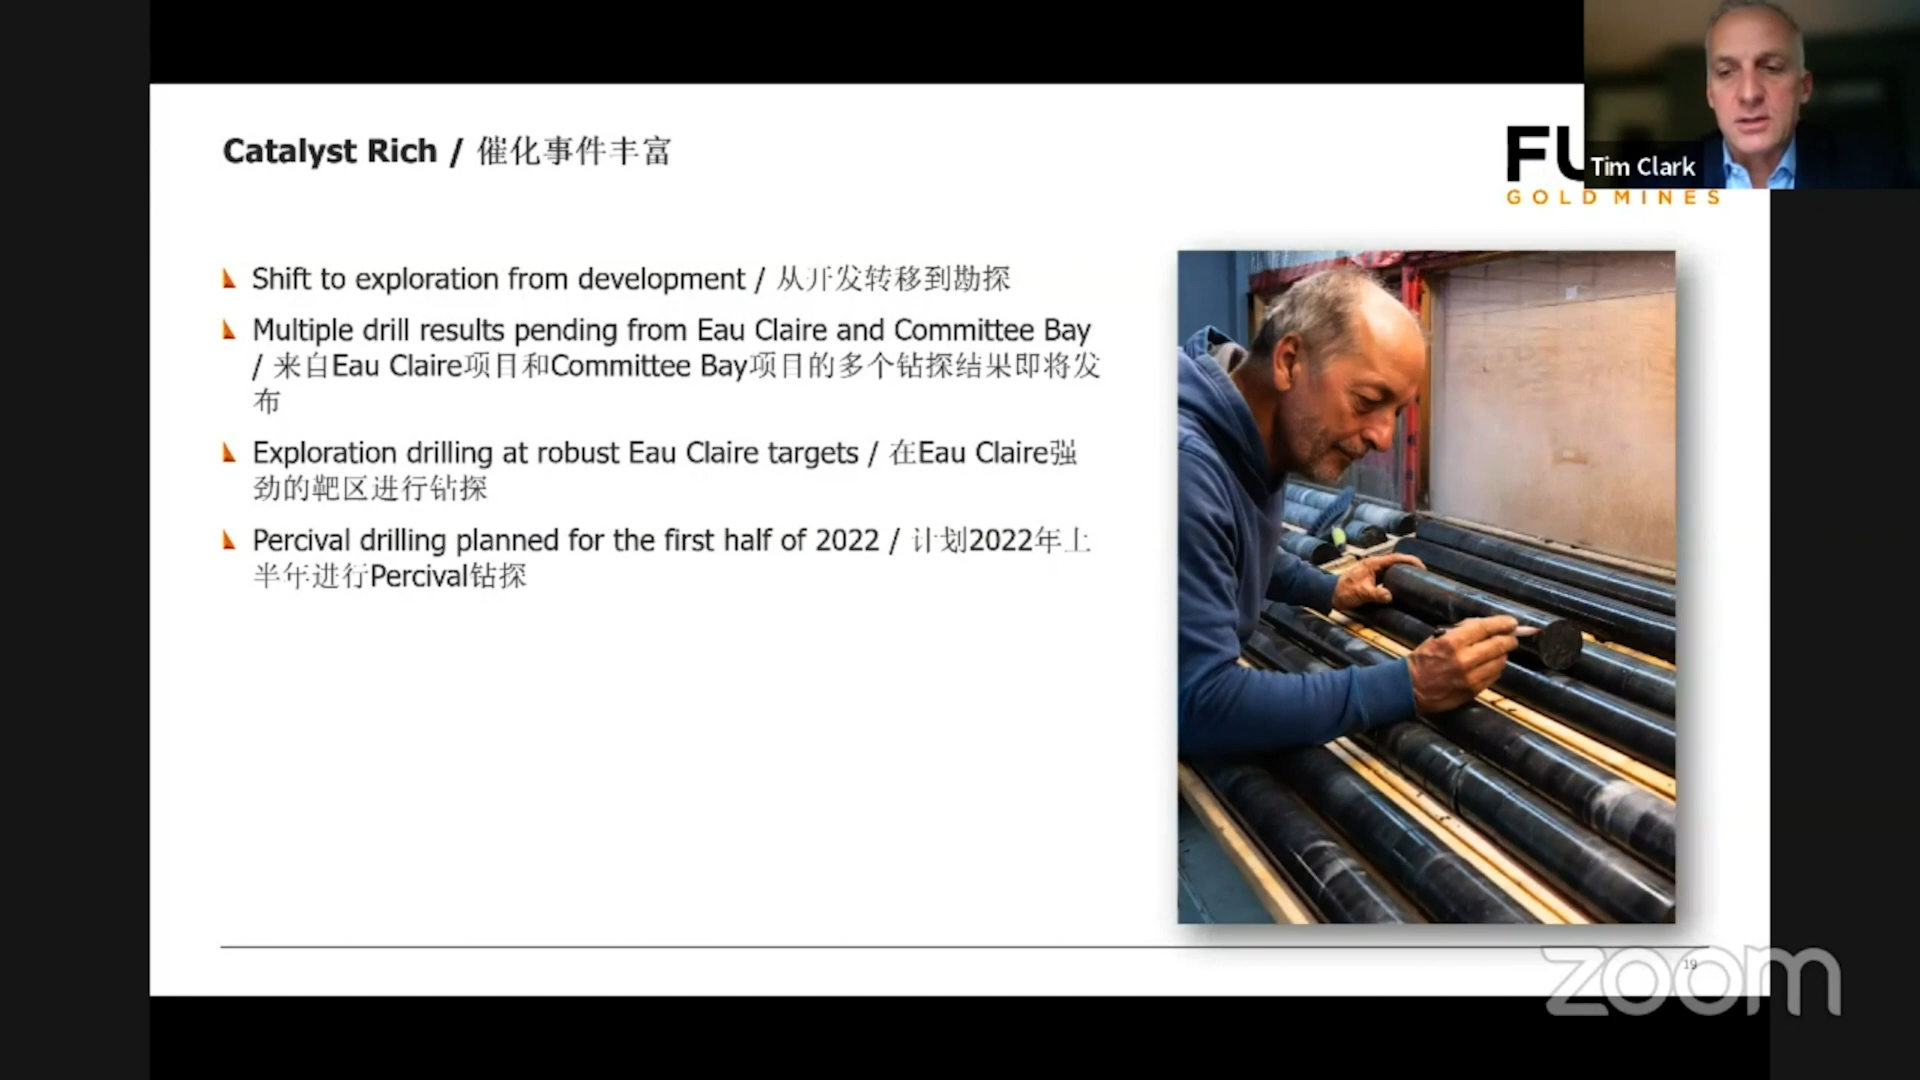 Catalyst Rich / 催化事件丰富
FU
Tim Clark
GOLD MINES
Shift to exploration from development / 从开发转移到勘探
Multiple drill results pending from Eau Claire and Committee Bay
/ 来自Eau Claire项目和Committee Bay项目的多个钻探结果即将发
布
Exploration drilling at robust Eau Claire targets / 在Eau Claire强
劲的靶区进行钻探
Percival drilling planned for the first half of 2022 / 计划2022年上
半年进行Percival钻探
19
zoom